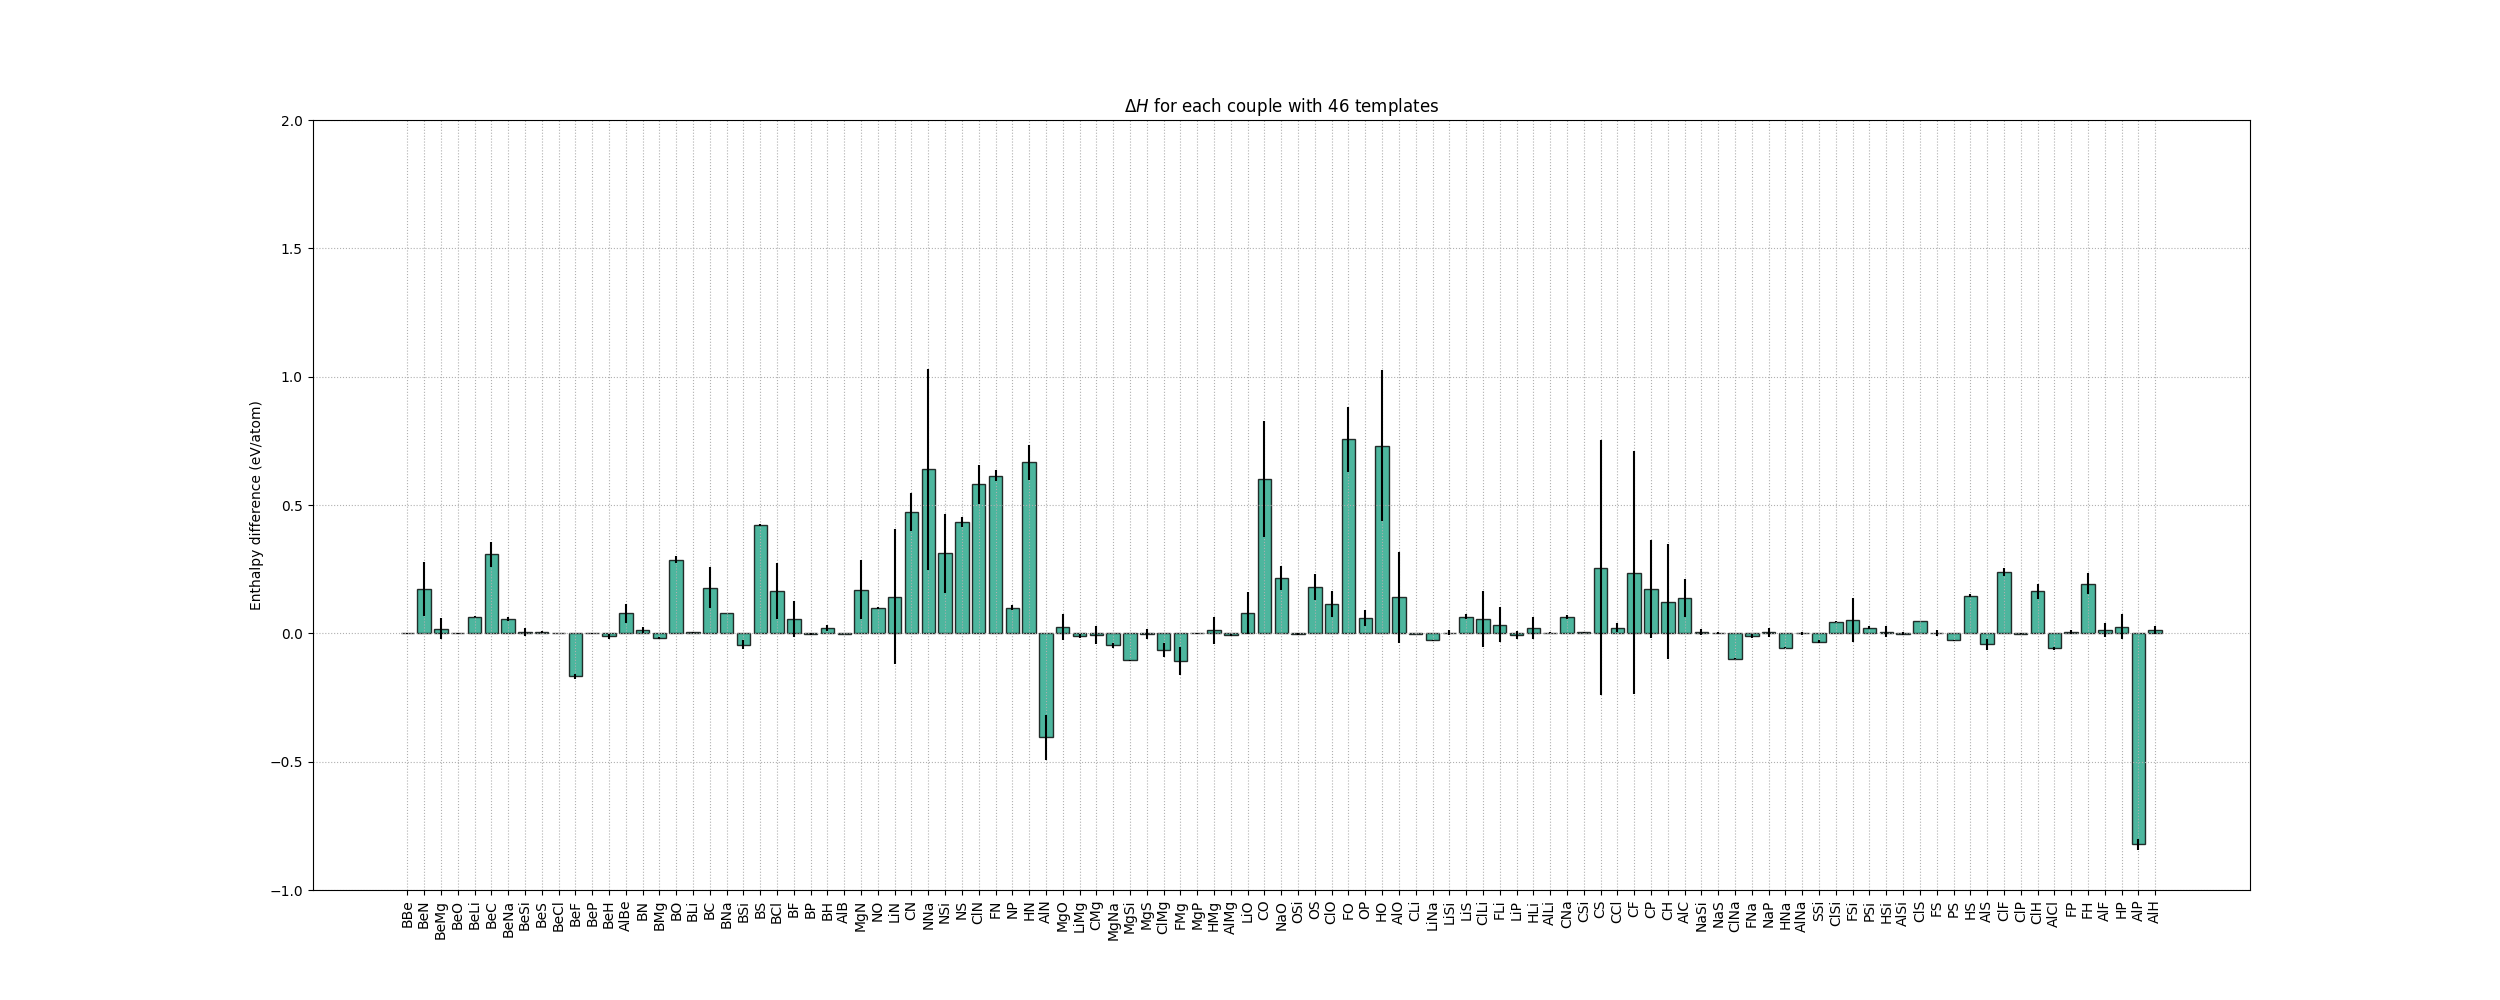 ΔH for each couple with 46 templates
Enthalpy difference (eV/atom)
2.0
1.5
1.0
0.5
0.0
−0.5
−1.0
BBe BeN BeMg BeO BeLi BeC BeNa BeSi BeS BeCl BeF BeP BeH AlBe BN BMg BO BLi BC BNa BSi BS BCl BF BP BH AlB MgN NO LiN CN NNa NSi NS ClN FN NP HN AlN MgO LiMg CMg MgNa MgSi MgS ClMg FMg MgP HMg AlMg LiO CO NaO OSi OS ClO FO OP HO AlO CLi LiNa LiSi LiS ClLi FLi LiP HLi AlLi CNa CSi CS CCl CF CP CH AlC NaSi NaS ClNa FNa NaP HNa AlNa SSi ClSi FSi PSi HSi AlSi ClS FS PS HS AlS ClF ClP ClH AlCl FP FH AlF HP AlP AlH